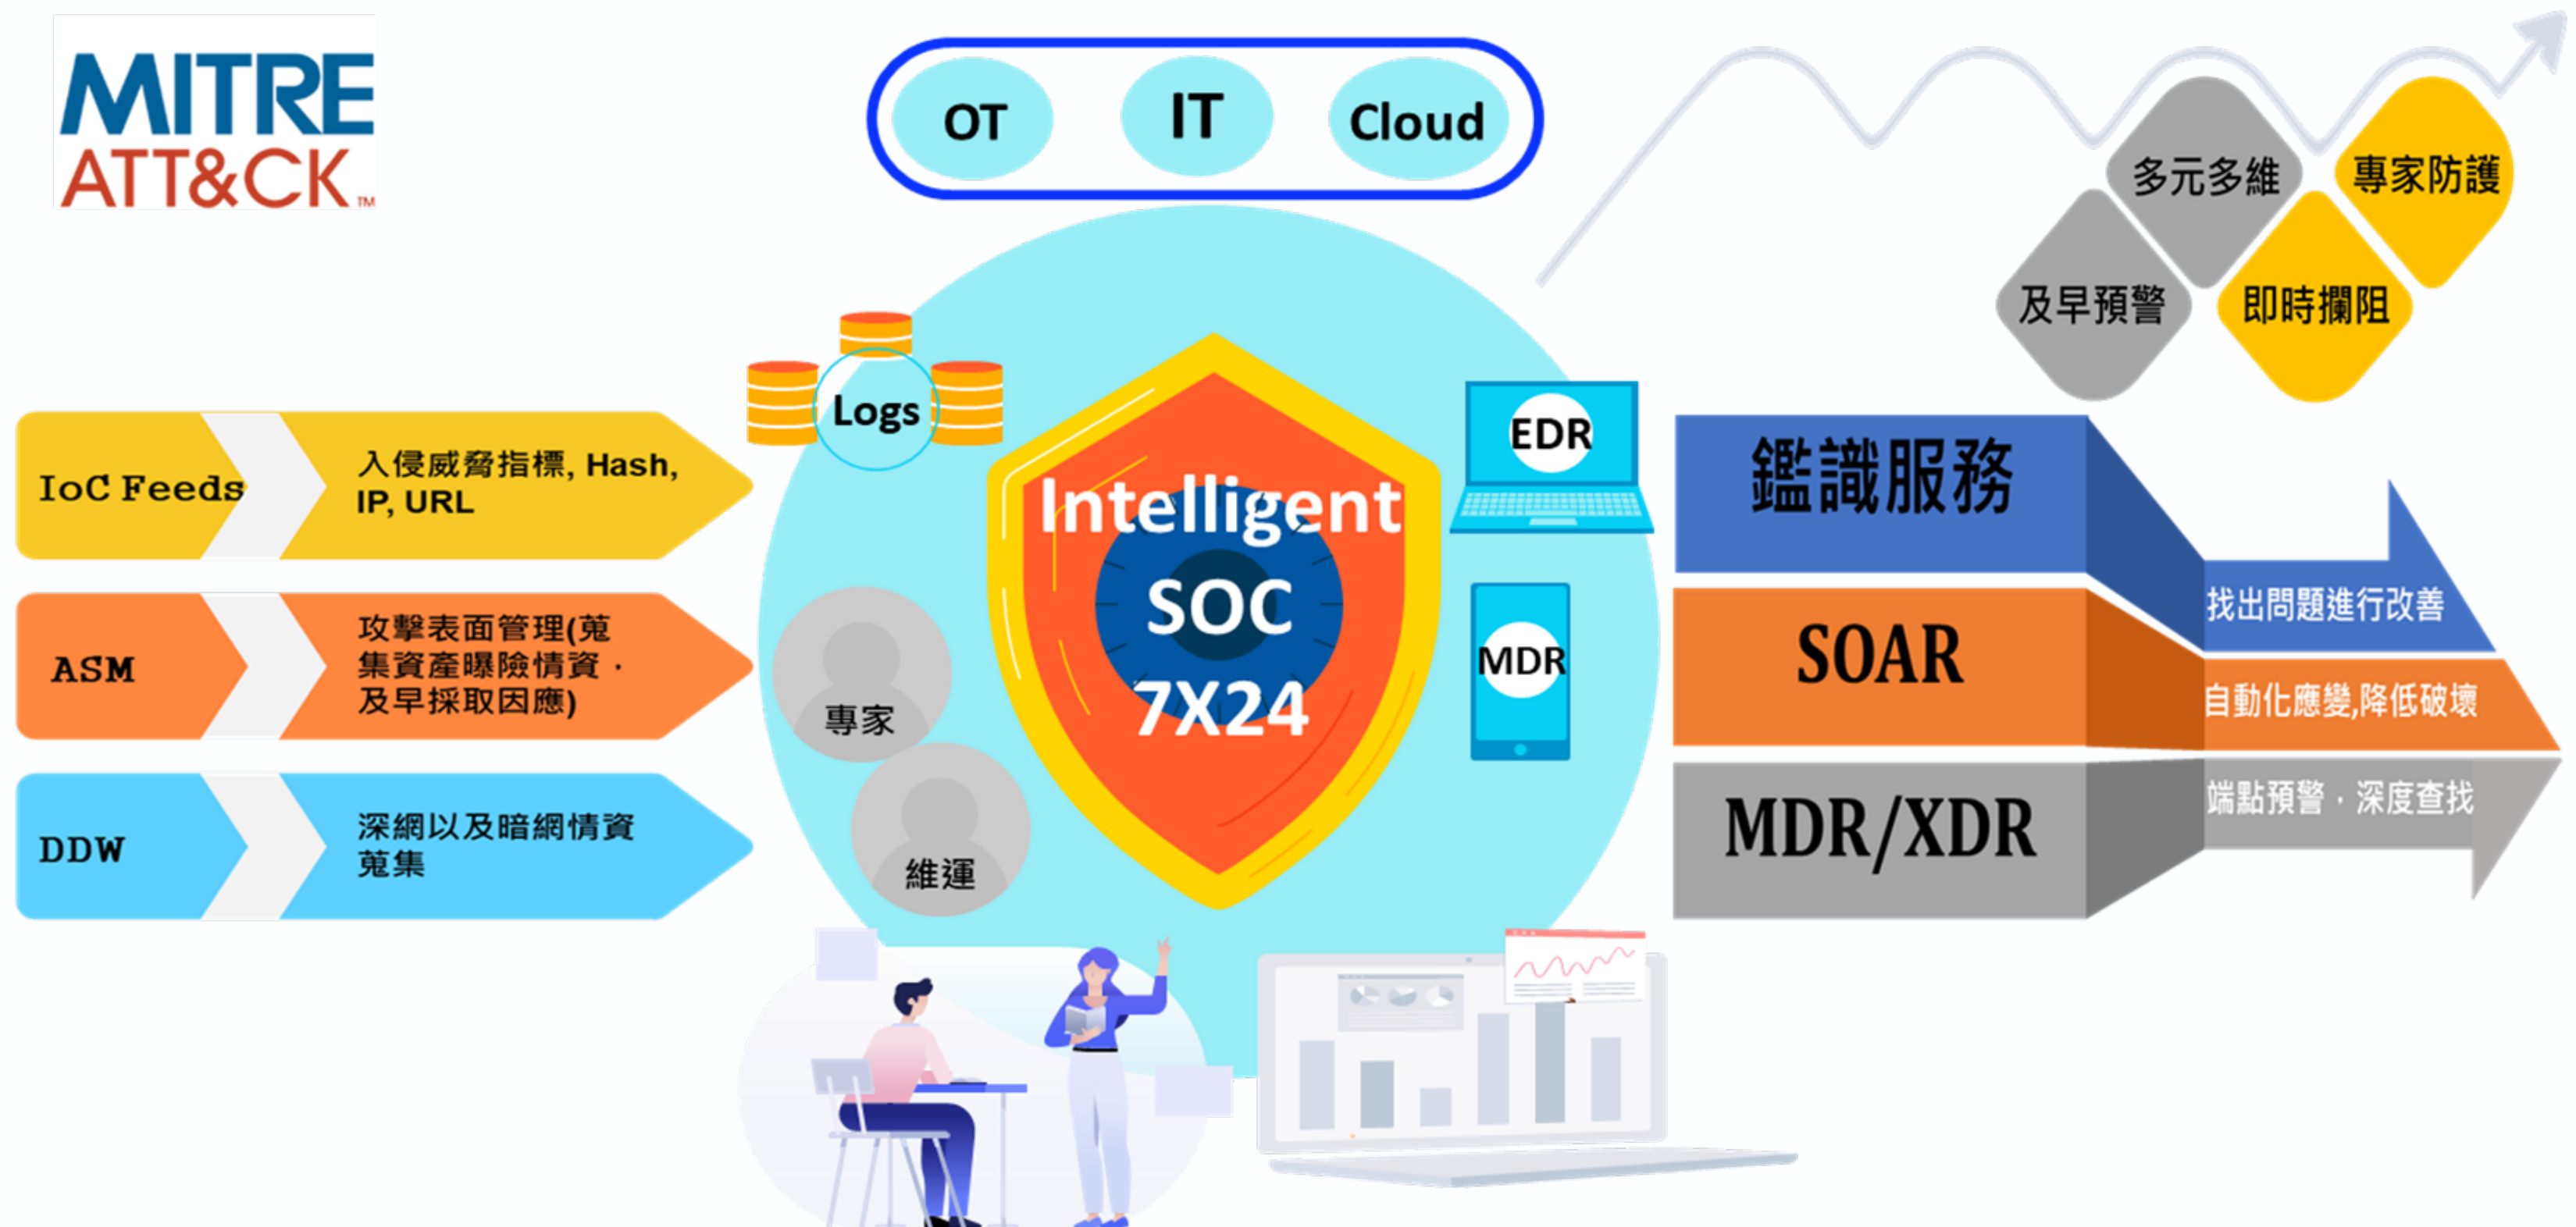 MITRE
ATT&CK™
OT
IT
Cloud
多元多維
專家防護
及早預警
即時攔阻
IoC Feeds
入侵威脅指標, Hash,
IP, URL
ASM
攻擊表面管理(蒐
集資產曝險情資，
及早採取因應)
DDW
深網以及暗網情資
蒐集
Logs
專家
維運
Intelligent
SOC
7X24
EDR
MDR
鑑識服務
找出問題進行改善
SOAR
自動化應變,降低破壞
MDR/XDR
端點預警，深度查找